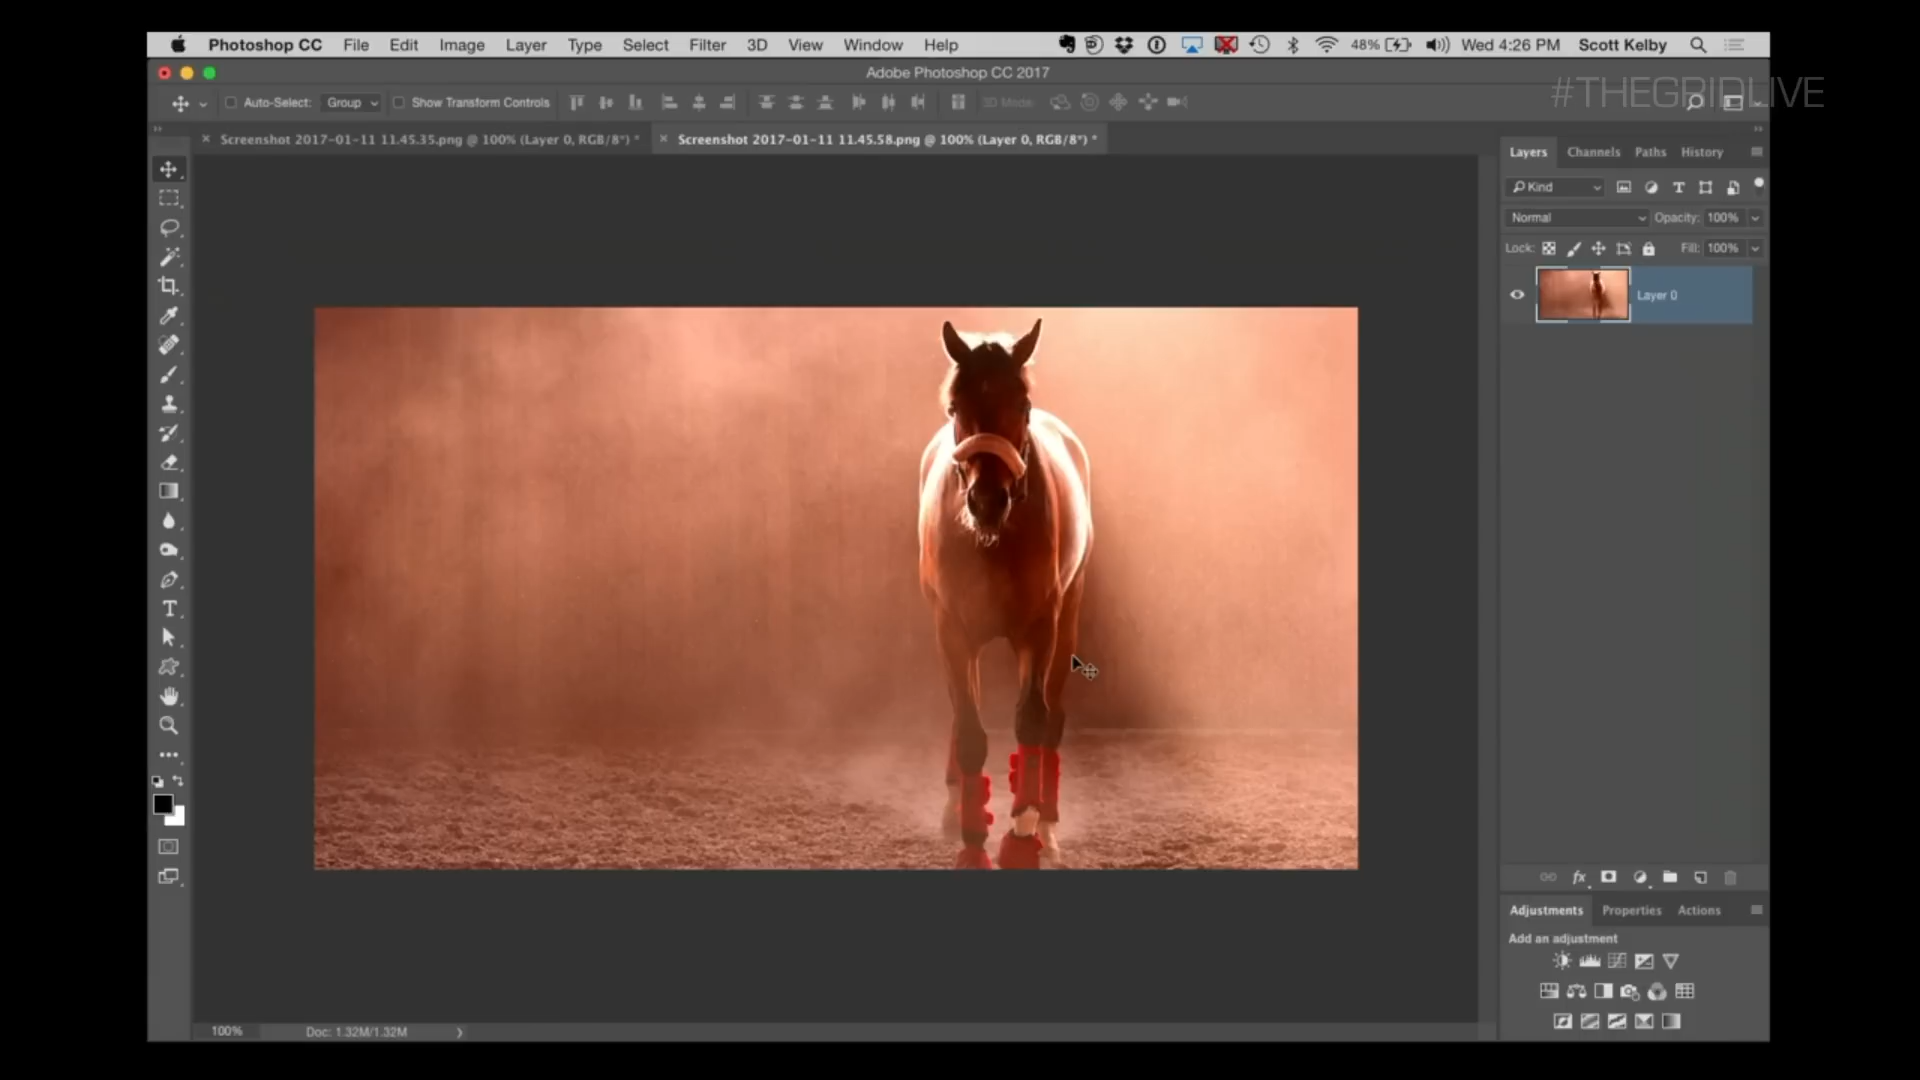 Photoshop CC File Edit Image Layer Type Select Filter 3D View Window Help 48% Wed 4:26 PM Scott Kelby
Adobe Photoshop CC 2017
#THEGRIDLIVE
Auto-Select: Group Show Transform Controls 3D Mode:
Screenshot 2017-01-11 11.45.35.png @ 100% (Layer 0, RGB/8*) * Screenshot 2017-01-11 11.45.58.png @ 100% (Layer 0, RGB/8*) *
Layers Channels Paths History
Kind
Normal Opacity: 100%
Lock: Fill: 100%
Layer 0
Adjustments Properties Actions
Add an adjustment
100% Doc: 1.32M/1.32M